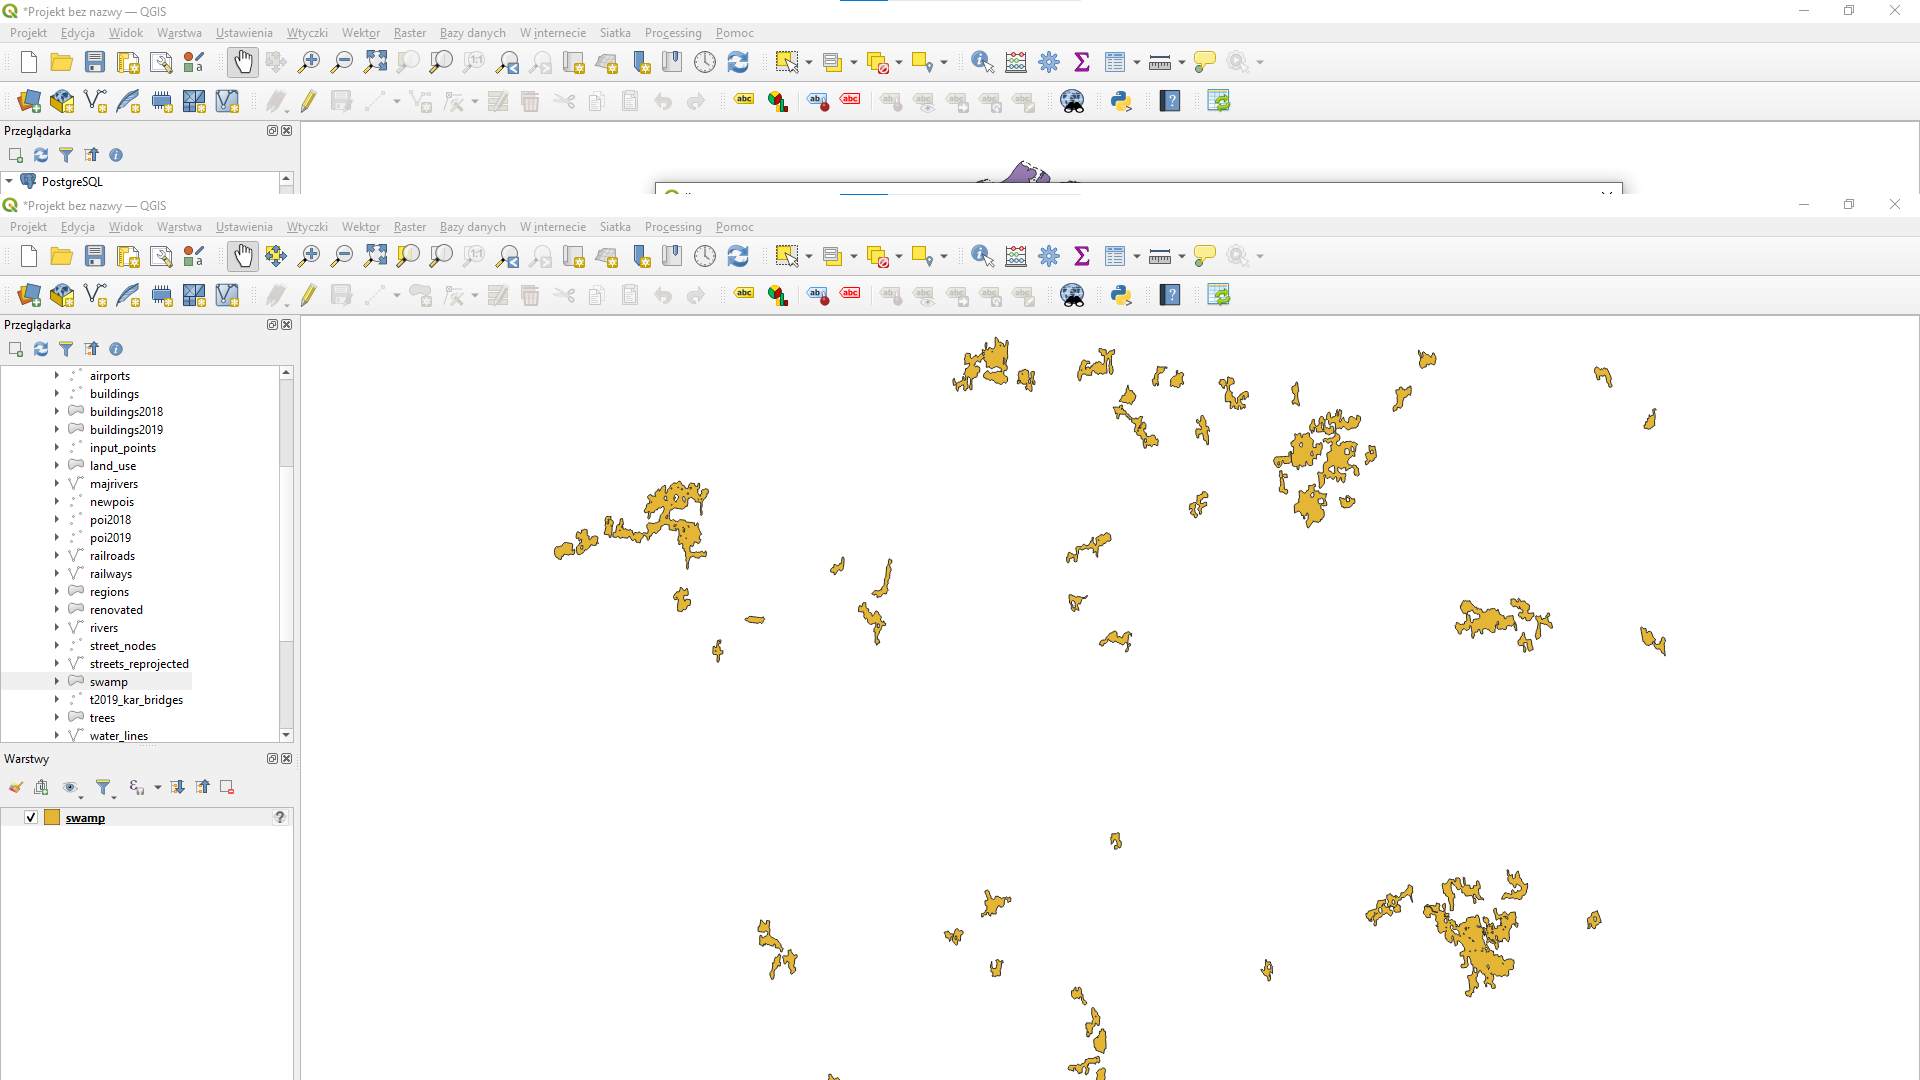 *Projekt bez nazwy — QGIS
Projekt Edycja Widok Warstwa Ustawienia Wtyczki Wektor Raster Bazy danych W internecie Siatka Processing Pomoc
Przeglądarka
PostgreSQL
*Projekt bez nazwy — QGIS
Projekt Edycja Widok Warstwa Ustawienia Wtyczki Wektor Raster Bazy danych W internecie Siatka Processing Pomoc
abc ab abc ab abc
Przeglądarka
airports
buildings
buildings2018
buildings2019
input_points
land_use
majrivers
newpois
poi2018
poi2019
railroads
railways
regions
renovated
rivers
street_nodes
streets_reprojected
swamp
t2019_kar_bridges
trees
water_lines
Warstwy
swamp